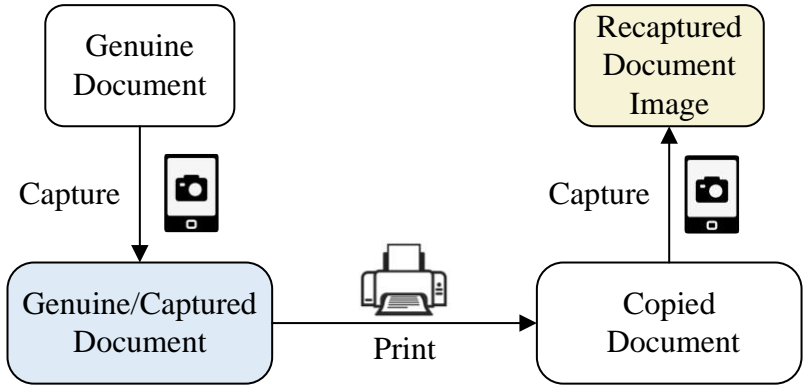 Genuine
Document
Recaptured
Document
Image
Capture
Capture
Genuine/Captured
Document
Print
Copied
Document